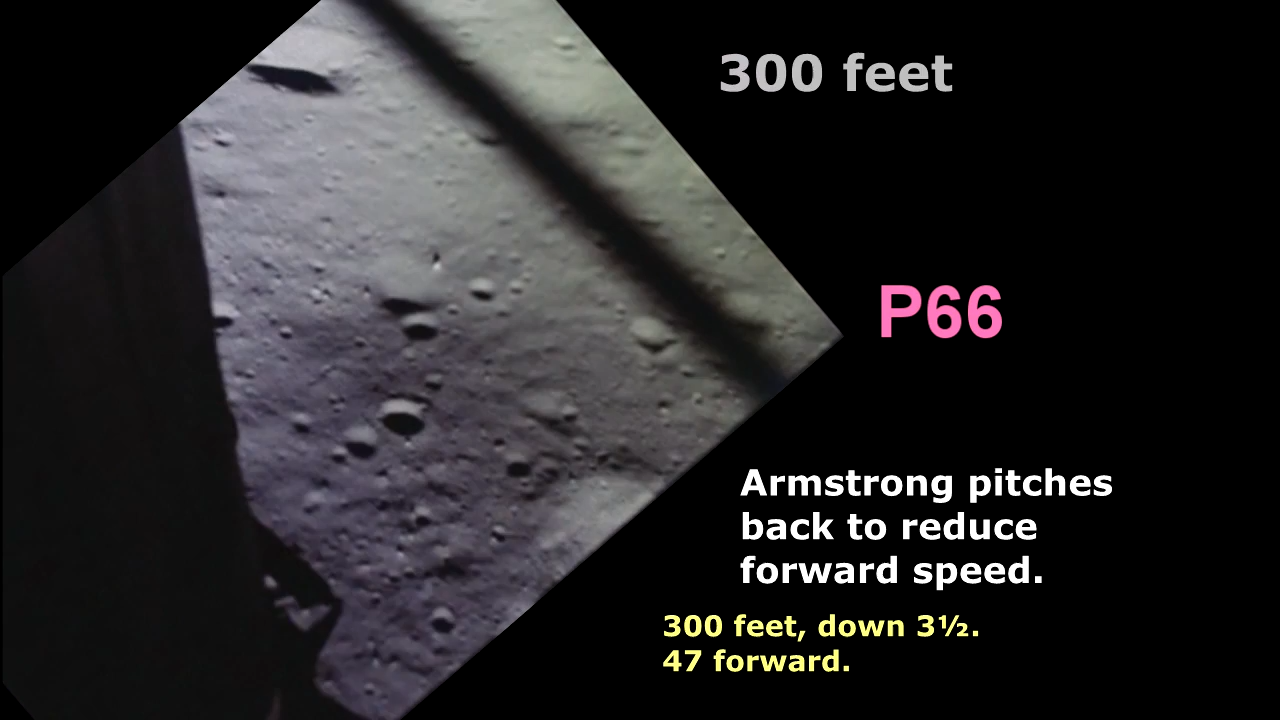 300 feet
P66
Armstrong pitches
back to reduce
forward speed.
300 feet, down 3½.
47 forward.